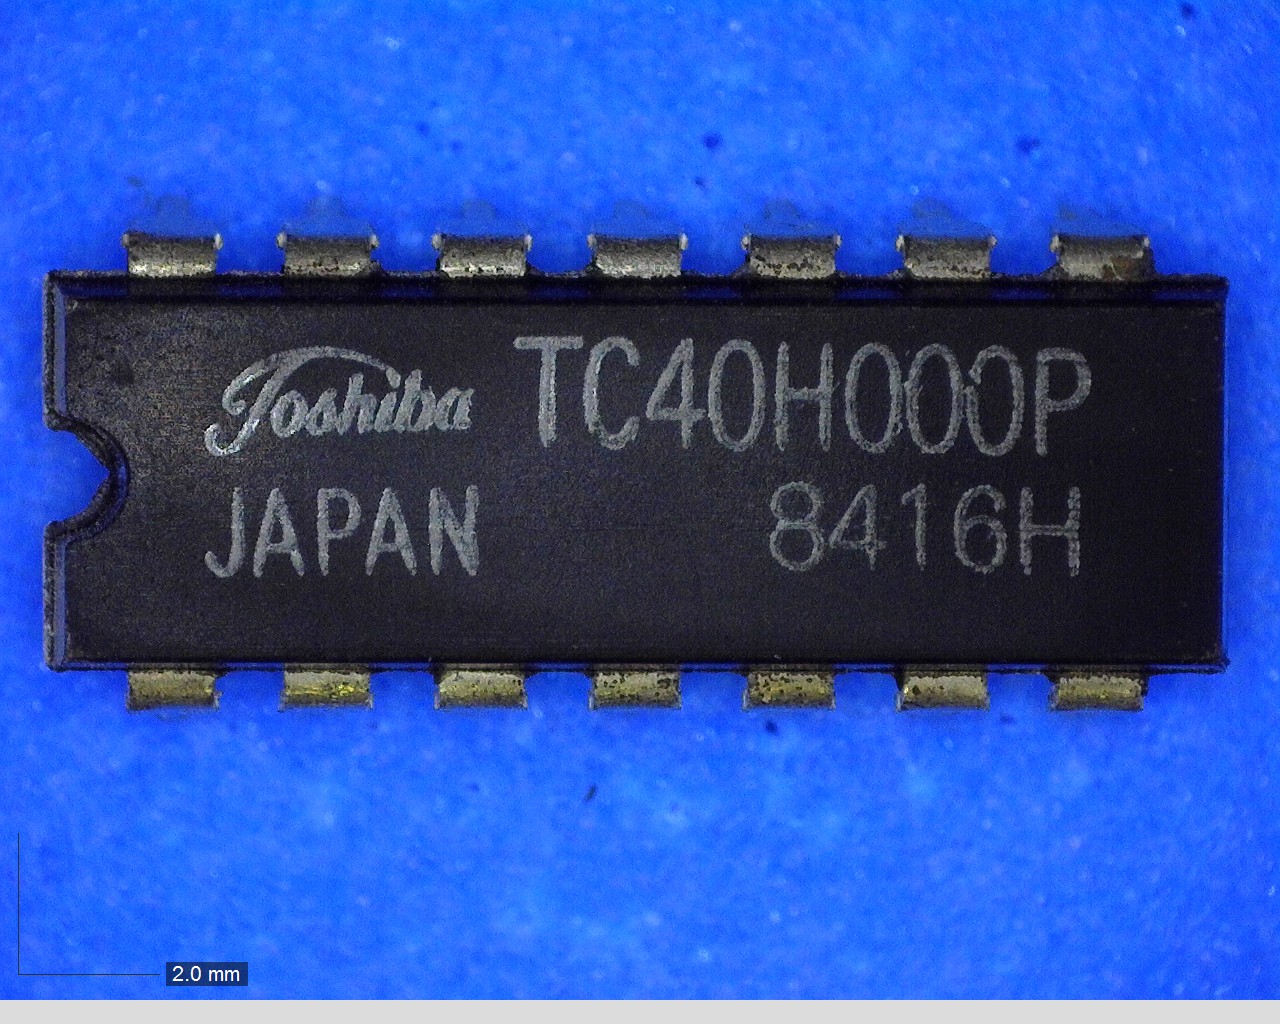 Toshiba TC40H000P
JAPAN 8416H
2.0 mm